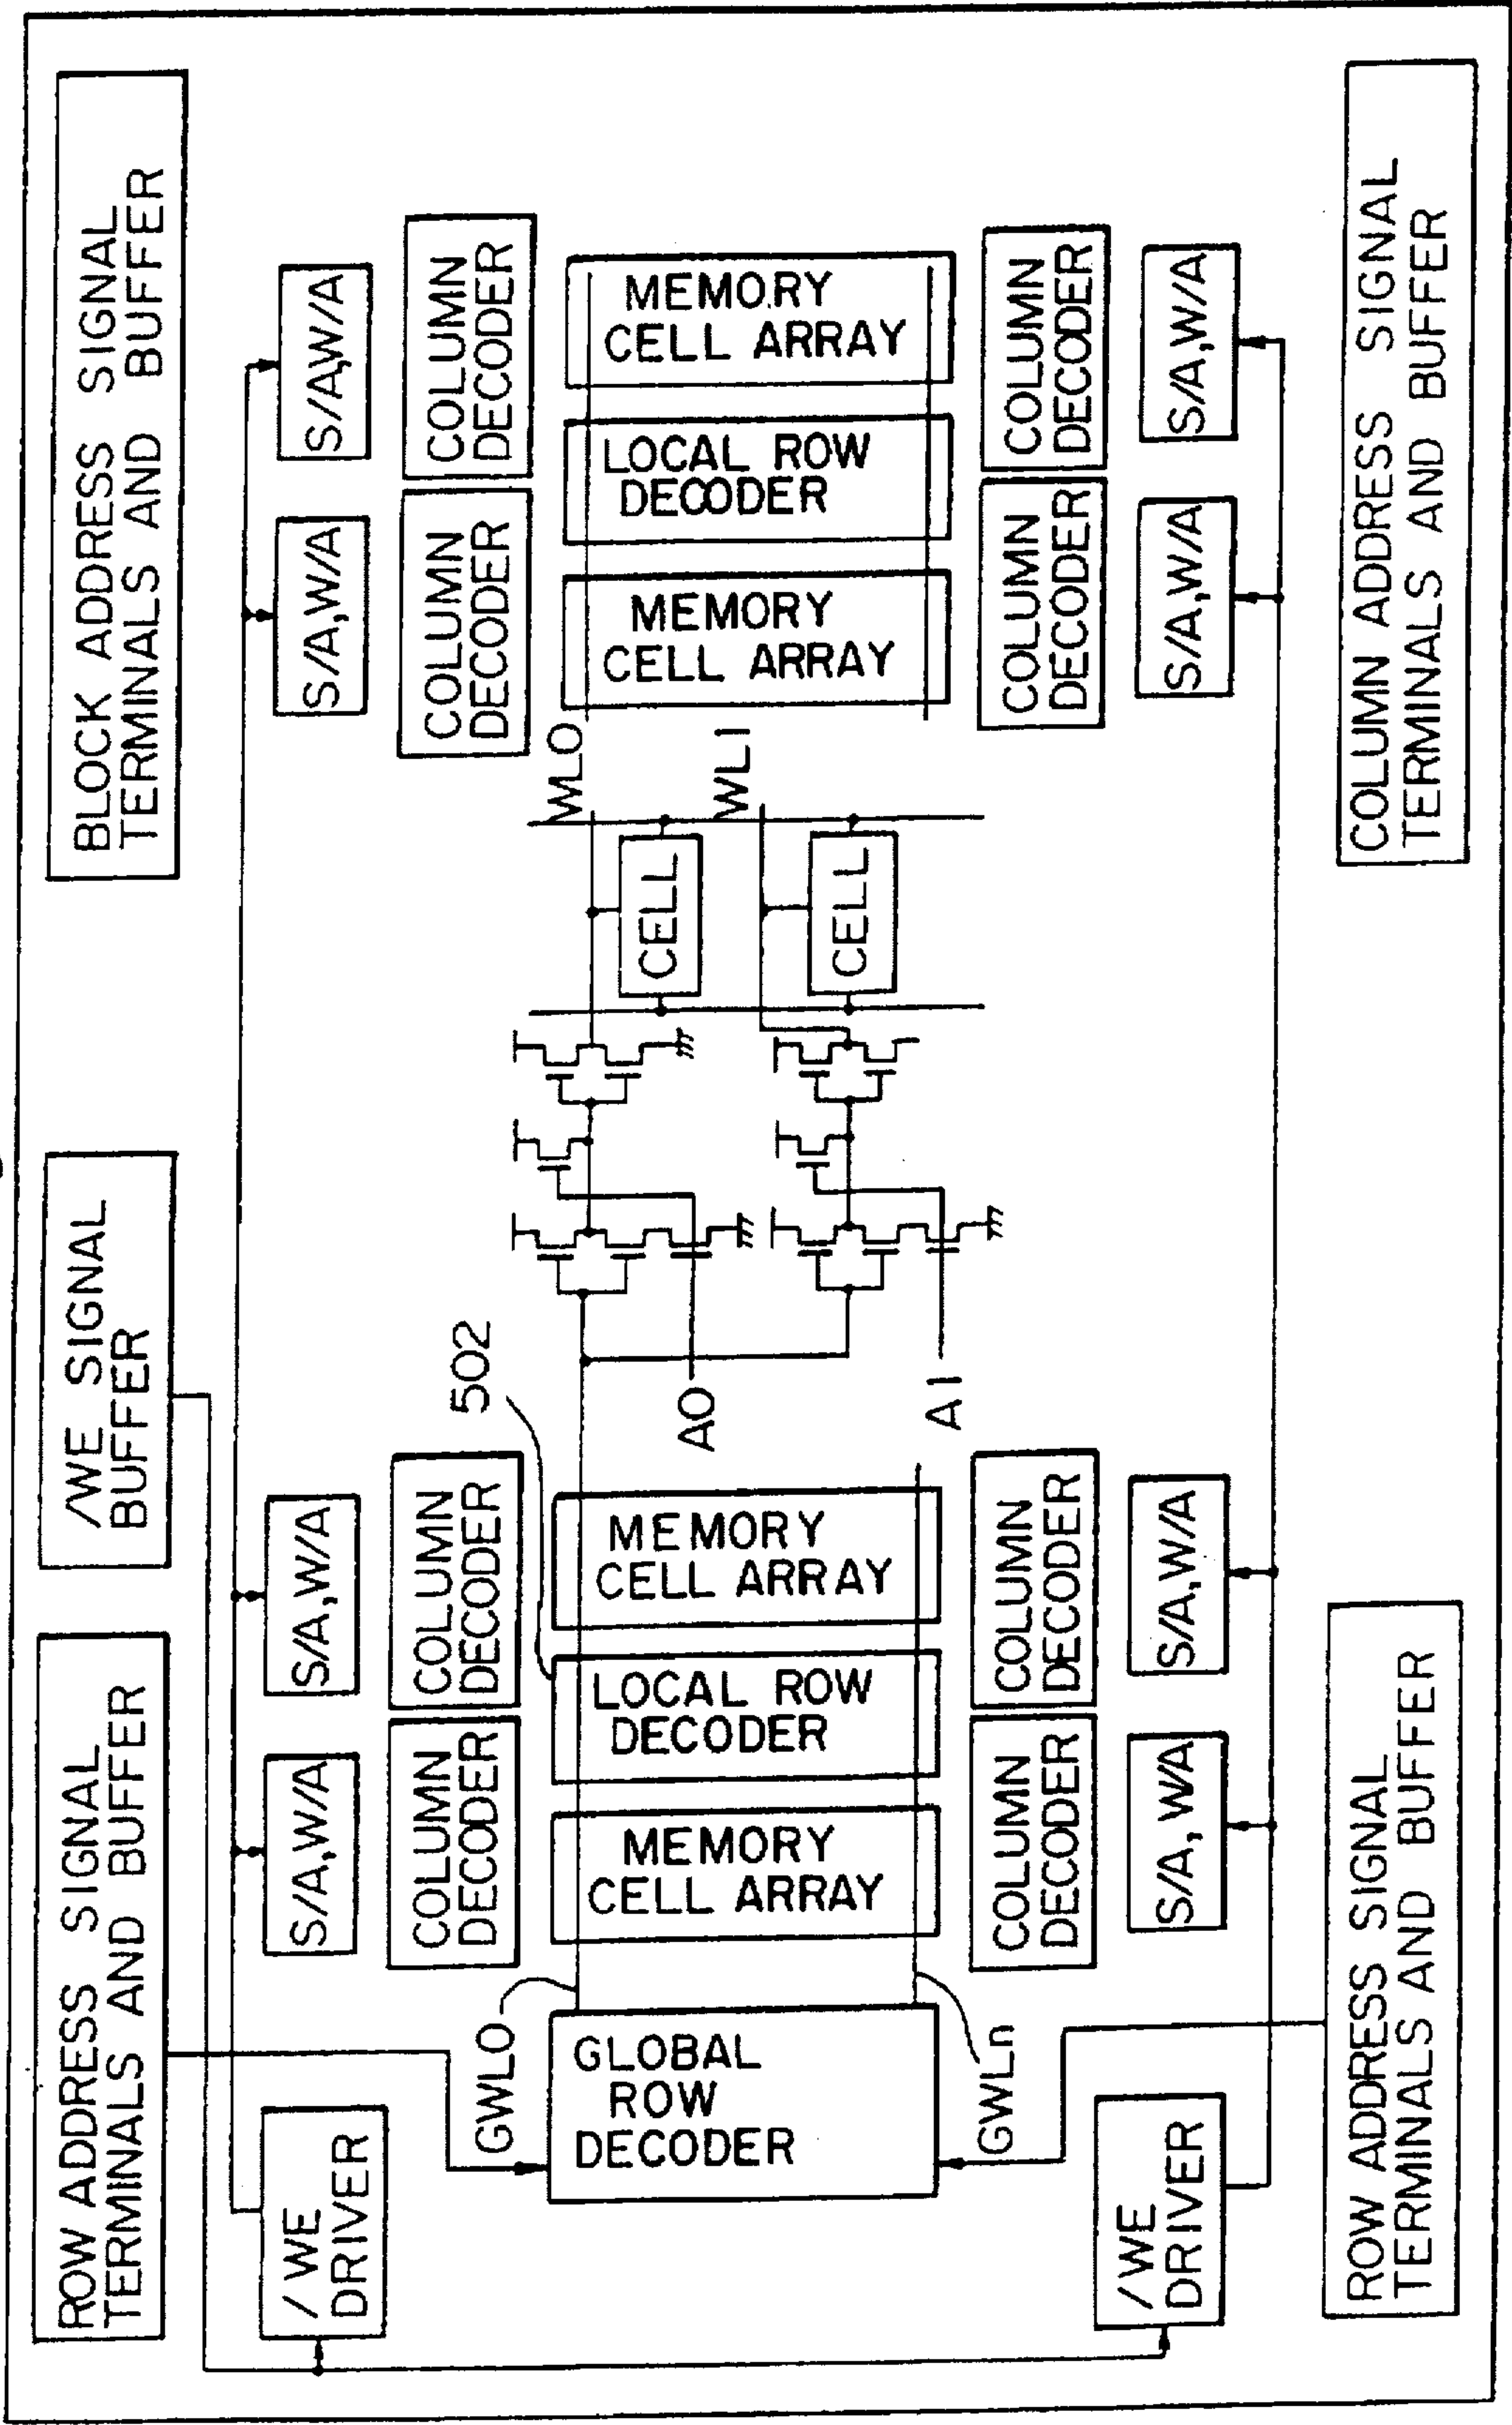 ROW ADDRESS SIGNAL
TERMINALS AND BUFFER
/WE SIGNAL
BUFFER
BLOCK ADDRESS SIGNAL
TERMINALS AND BUFFER
/WE
DRIVER
S/A,W/A
S/A,W/A
S/A,W/A
S/A,W/A
COLUMN
DECODER
COLUMN
DECODER
COLUMN
DECODER
COLUMN
DECODER
GWL0
502
WL0
GLOBAL
ROW
DECODER
MEMORY
CELL ARRAY
LOCAL ROW
DECODER
MEMORY
CELL ARRAY
A0
CELL
WL1
MEMORY
CELL ARRAY
LOCAL ROW
DECODER
MEMORY
CELL ARRAY
CELL
A1
GWLn
COLUMN
DECODER
COLUMN
DECODER
COLUMN
DECODER
COLUMN
DECODER
/WE
DRIVER
S/A, W/A
S/A,W/A
S/A,W/A
S/A,W/A
ROW ADDRESS SIGNAL
TERMINALS AND BUFFER
COLUMN ADDRESS SIGNAL
TERMINALS AND BUFFER